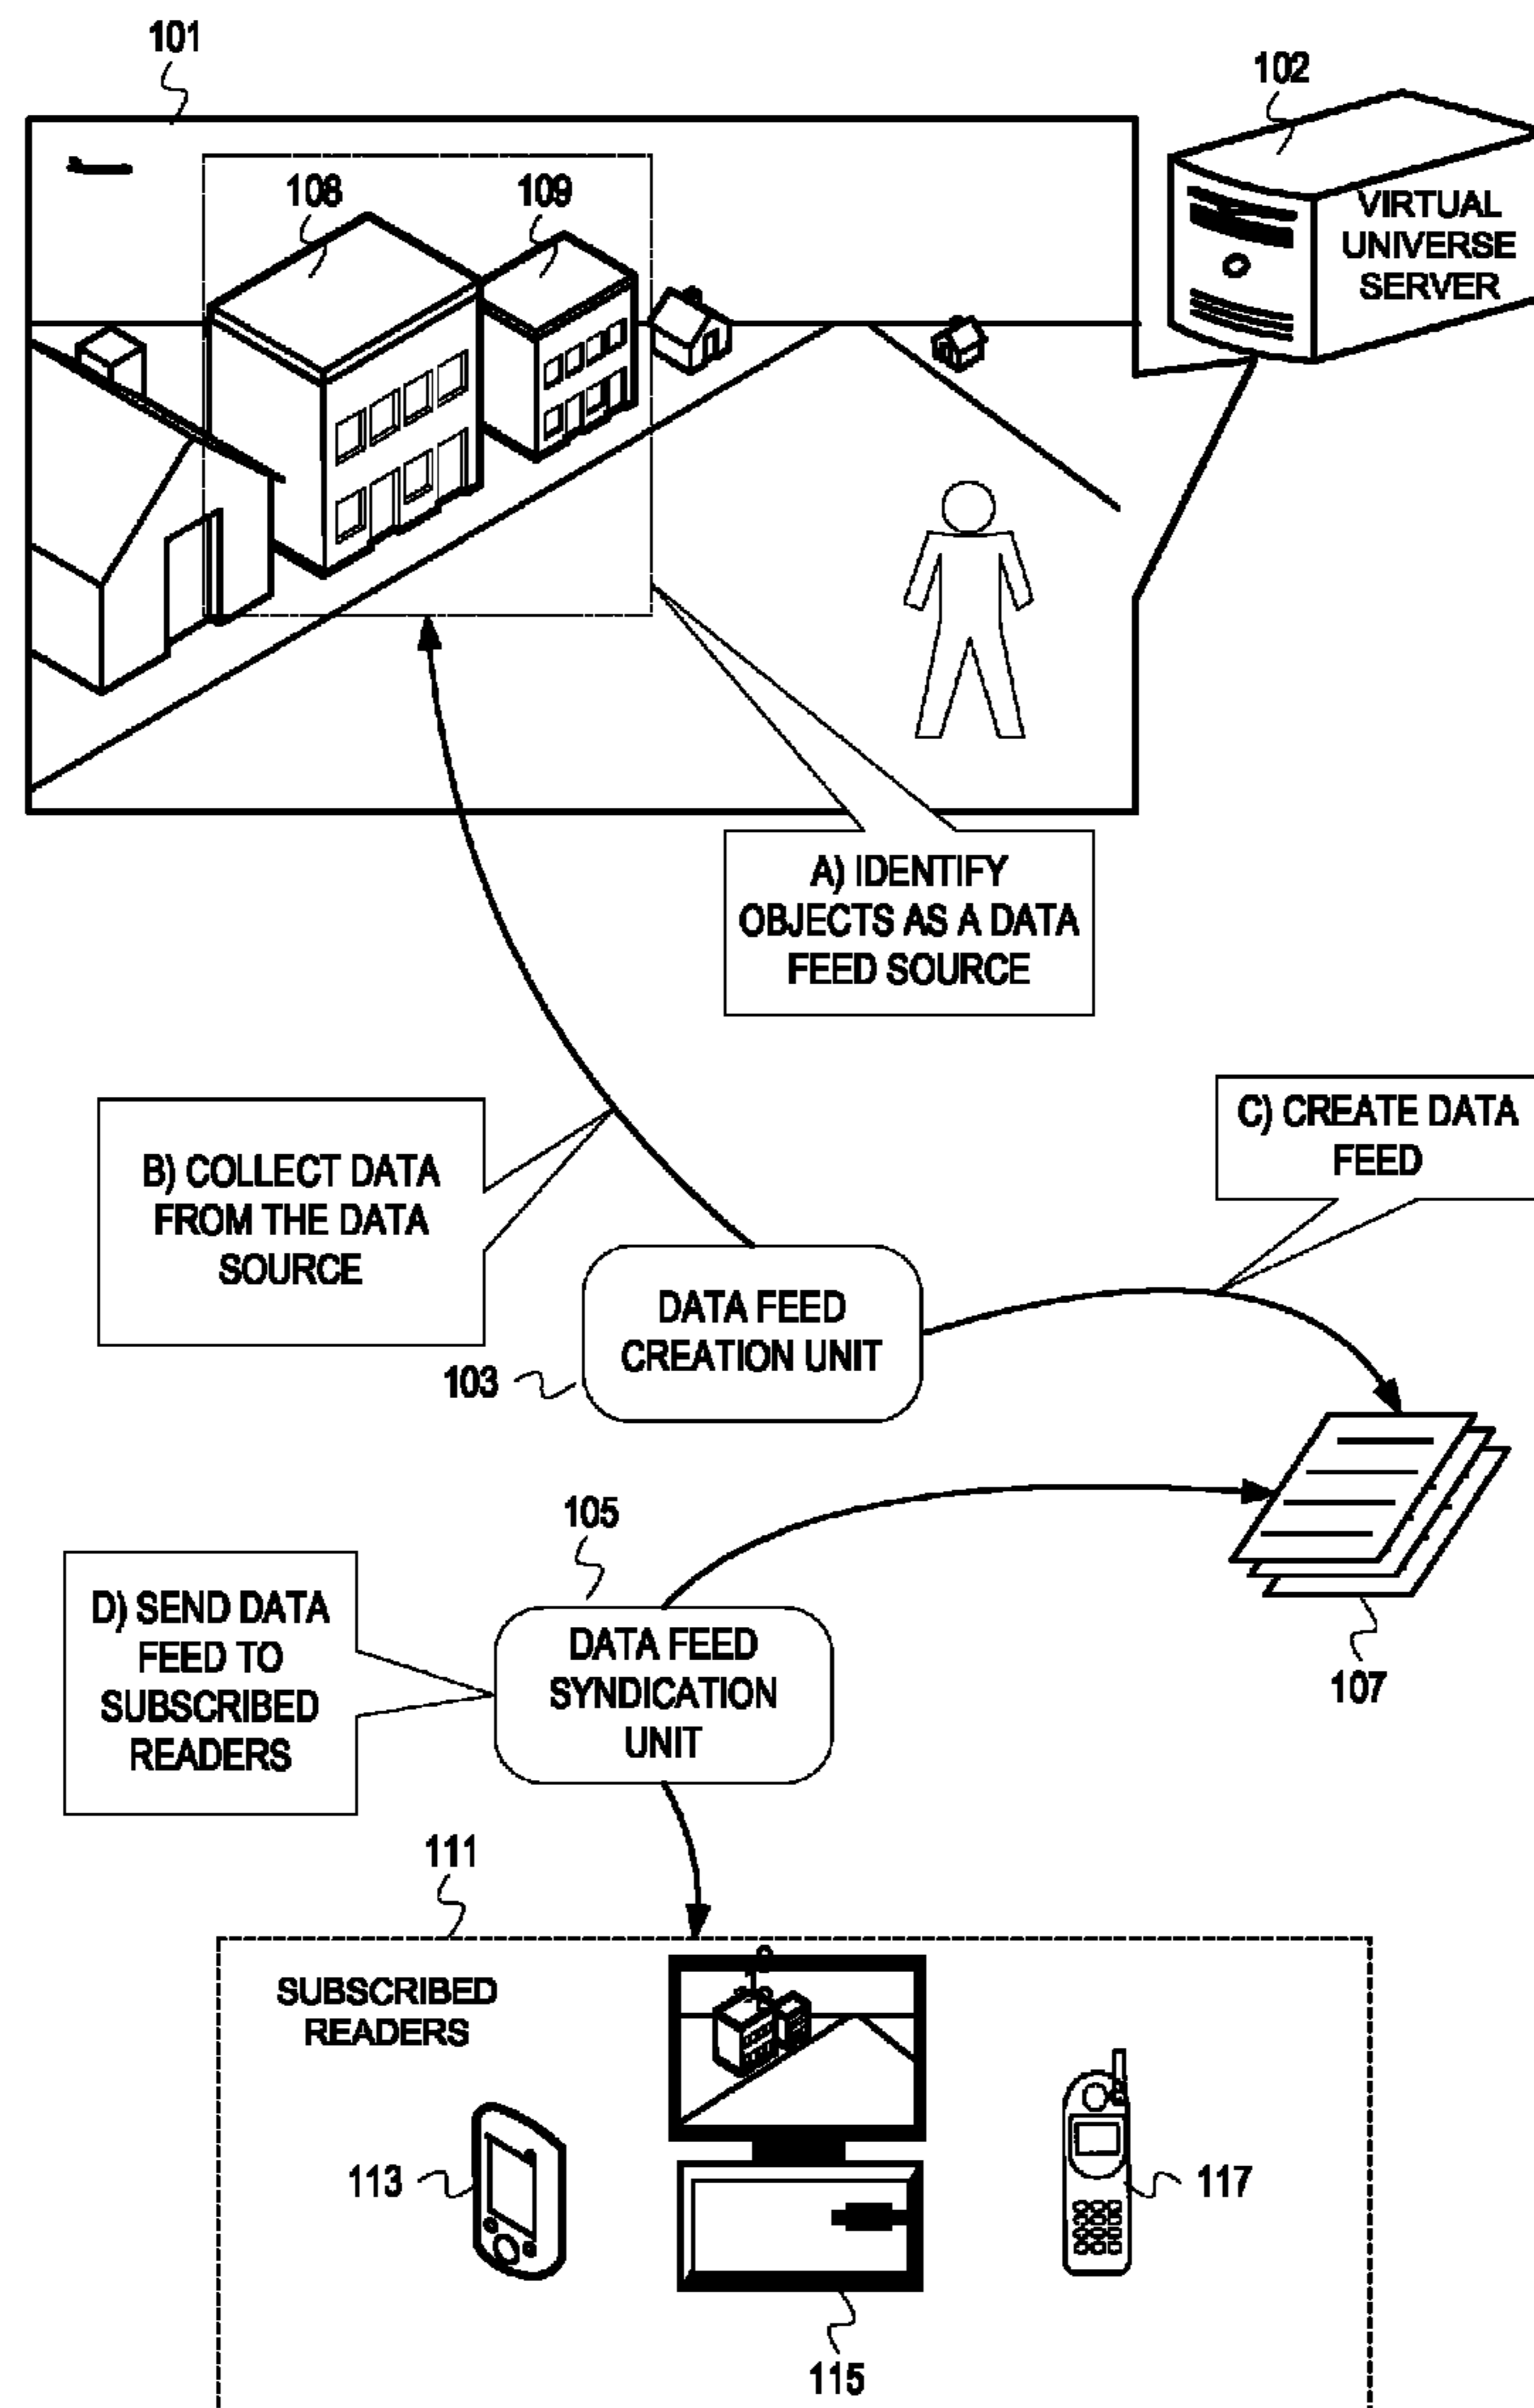 101
102
108
109
VIRTUAL
UNIVERSE
SERVER
A) IDENTIFY
OBJECTS AS A DATA
FEED SOURCE
C) CREATE DATA
FEED
B) COLLECT DATA
FROM THE DATA
SOURCE
DATA FEED
CREATION UNIT
103
105
D) SEND DATA
FEED TO
SUBSCRIBED
READERS
DATA FEED
SYNDICATION
UNIT
107
111
SUBSCRIBED
READERS
113
117
115